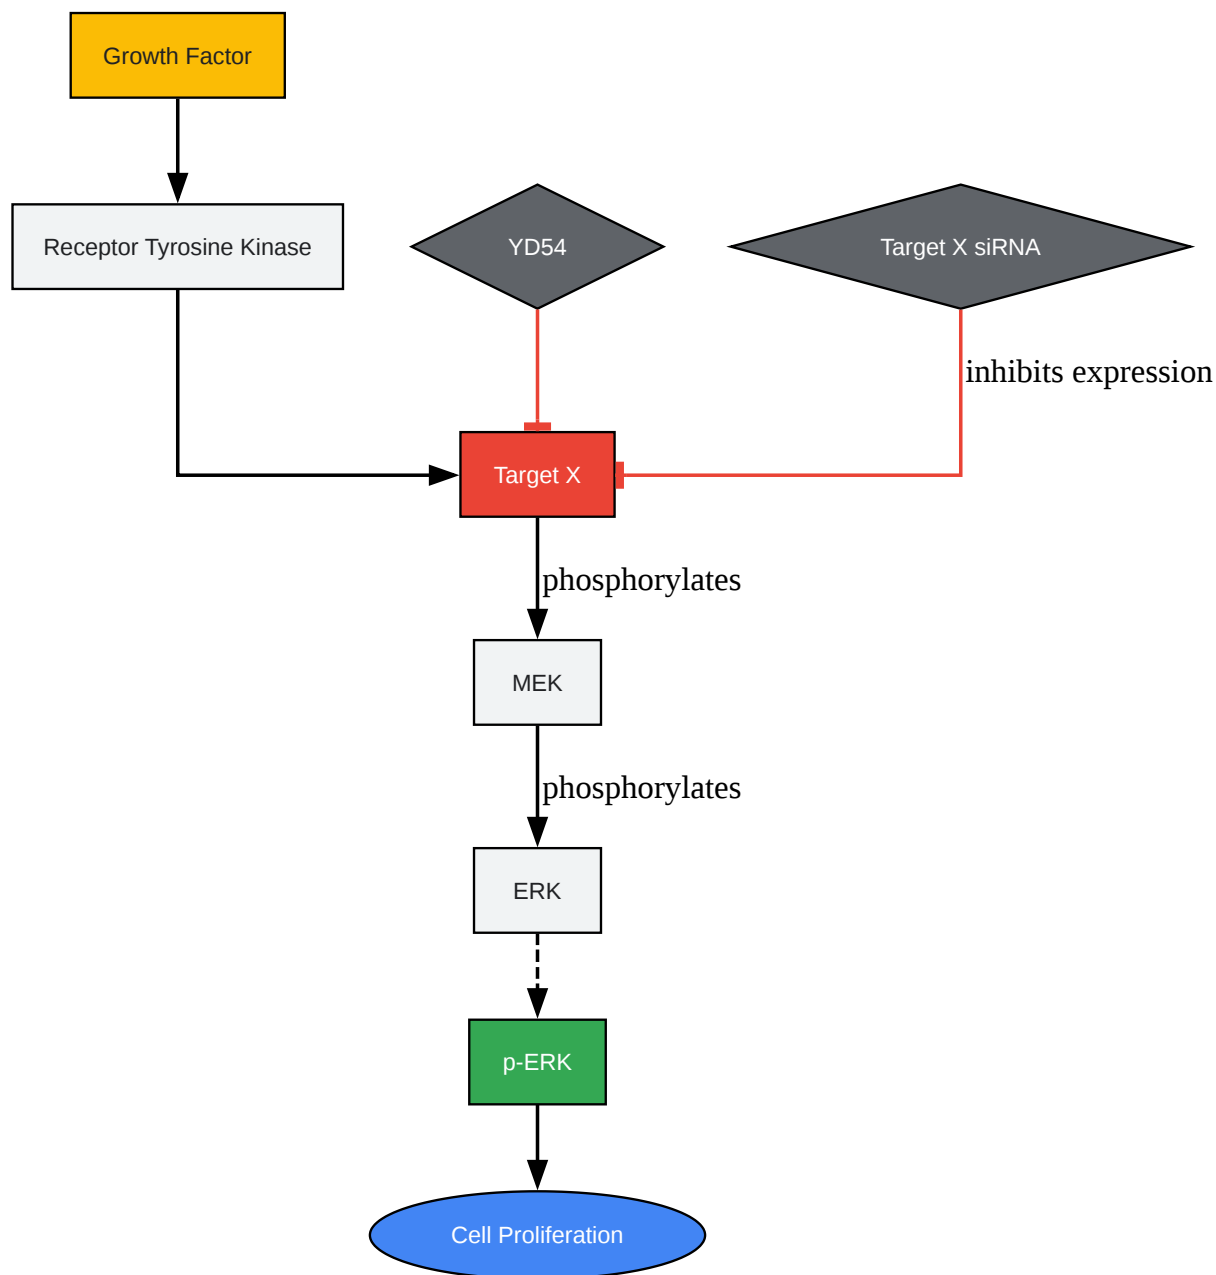 Growth Factor
Receptor Tyrosine Kinase
YD54
Target X siRNA
inhibits expression
Target X
phosphorylates
MEK
phosphorylates
ERK
p-ERK
Cell Proliferation